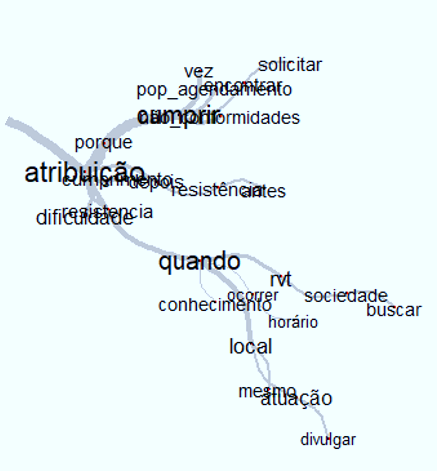 solicitar
vez
encontrar
pop_agendamento
cumprir
não_conformidades
porque
atribuição
cumprimento
depois
resistência
antes
resistencia
dificuldade
quando
rvt
ocorrer
sociedade
conhecimento
buscar
horário
local
mesmo
atuação
divulgar